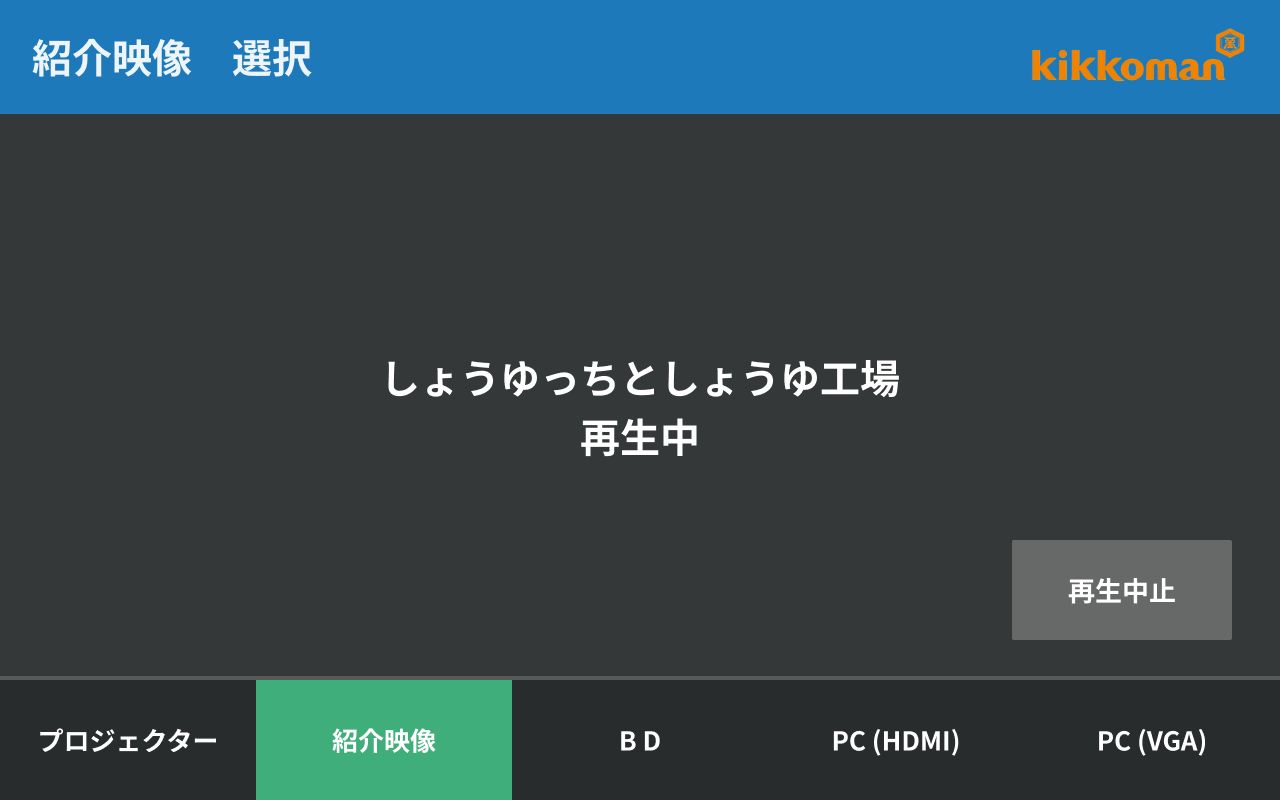 紹介映像　選択
kikkoman
しょうゆっちとしょうゆ工場
再生中
再生中止
プロジェクター
紹介映像
ＢＤ
PC (HDMI)
PC (VGA)